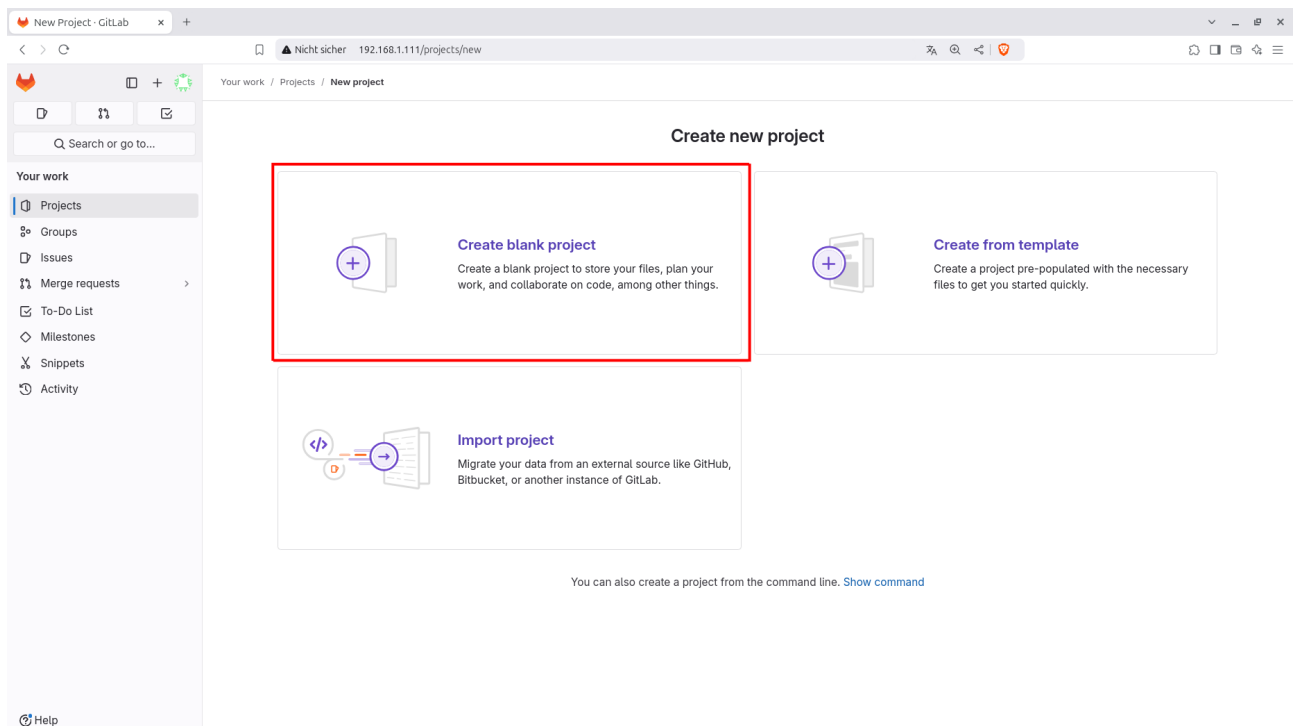 New Project · GitLab
Nicht sicher 192.168.1.111/projects/new
Your work / Projects / New project
Search or go to...
Your work
Projects
Groups
Issues
Merge requests
To-Do List
Milestones
Snippets
Activity
Help
Create new project
Create blank project
Create a blank project to store your files, plan your
work, and collaborate on code, among other things.
Create from template
Create a project pre-populated with the necessary
files to get you started quickly.
Import project
Migrate your data from an external source like GitHub,
Bitbucket, or another instance of GitLab.
You can also create a project from the command line. Show command